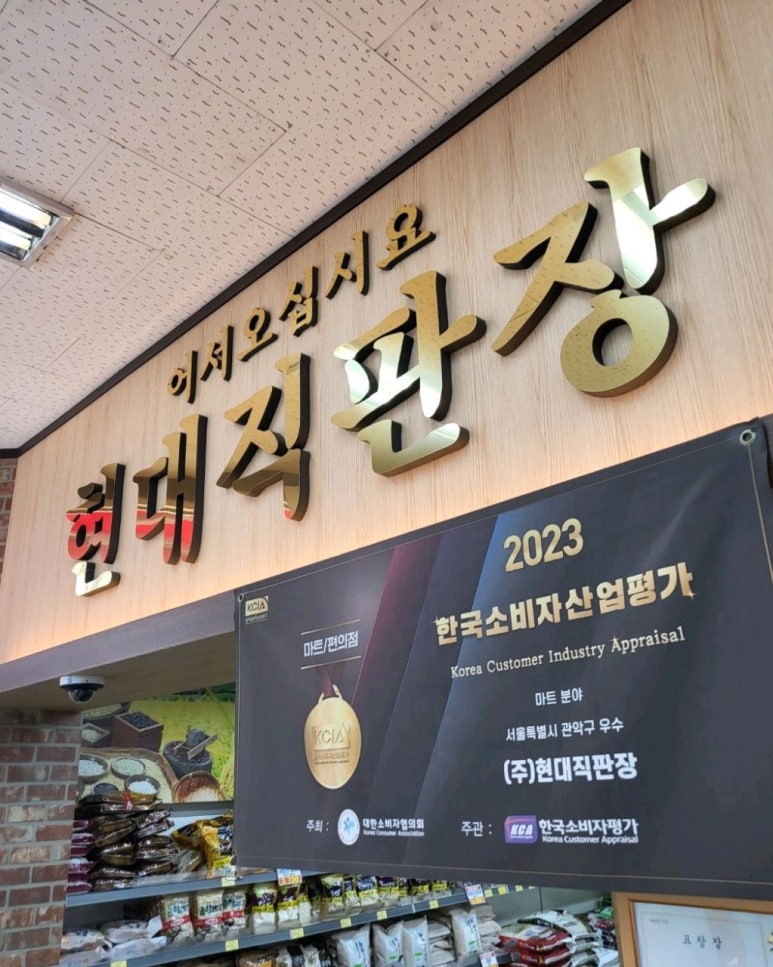 어서오십시요
현대직판장
2023
KCIA
한국소비자산업평가
마트/편의점
Korea Customer Industry Appraisal
마트 분야
서울특별시 관악구 우수
KCIA
(주)현대직판장
주최 : 대한소비자협의회
Korea Consumer Association
주관 : KCA 한국소비자평가
Korea Customer Appraisal
표창장